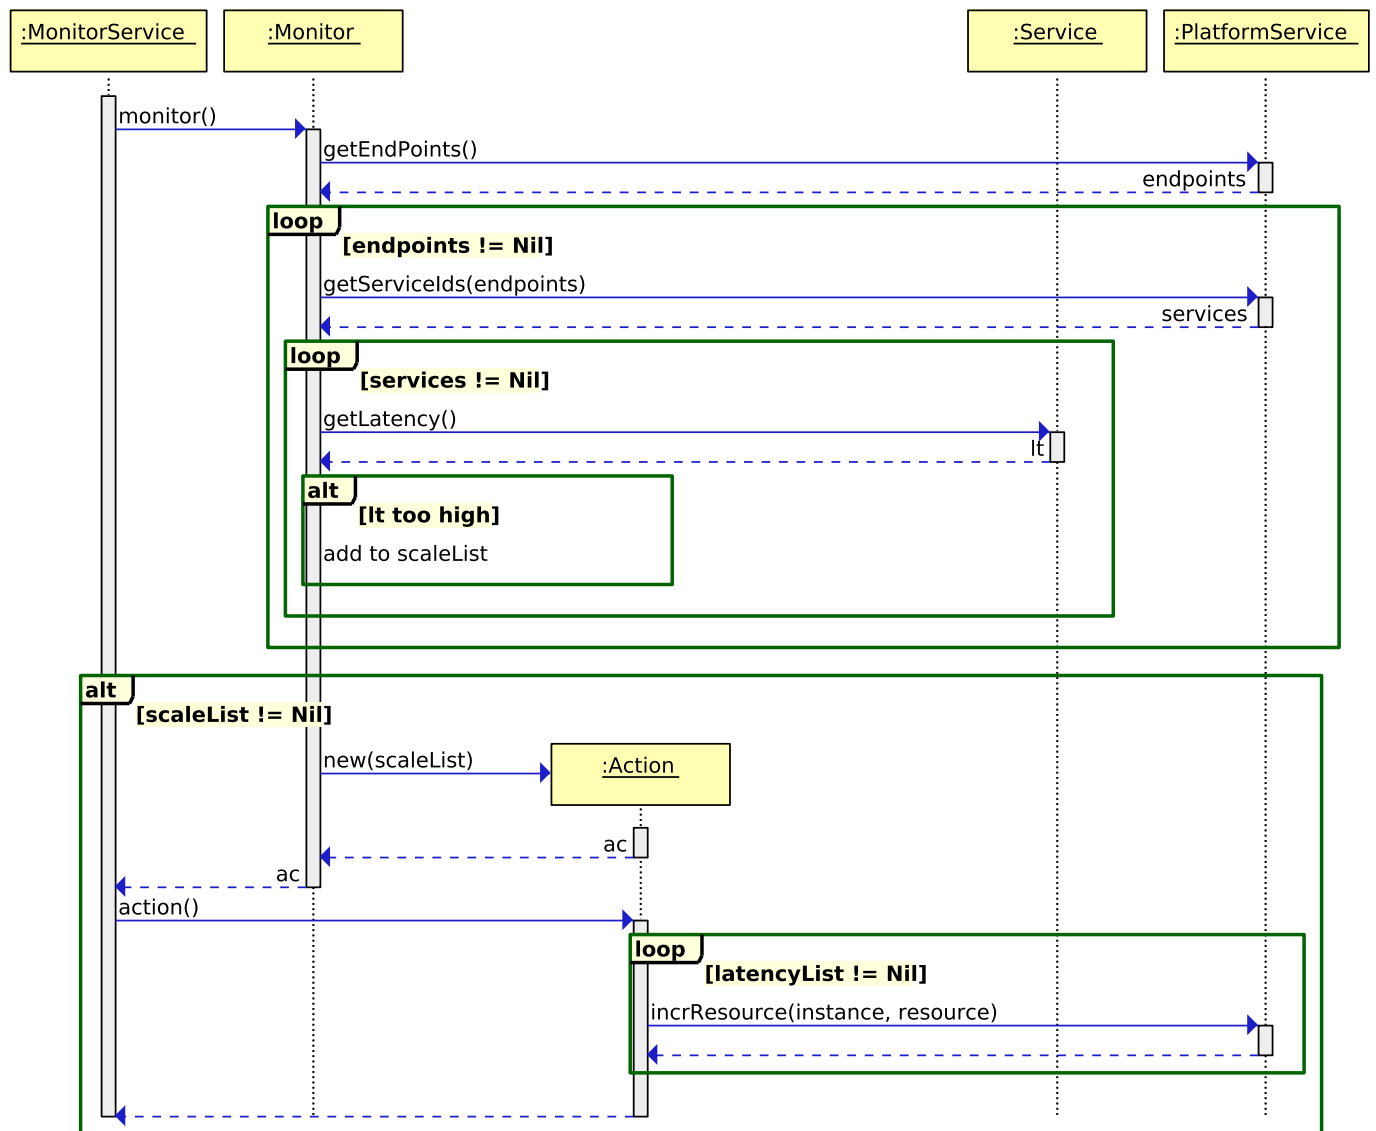 :MonitorService
:Monitor
:Service
:PlatformService
monitor()
getEndPoints()
endpoints
loop
[endpoints != Nil]
getServiceIds(endpoints)
services
loop
[services != Nil]
getLatency()
lt
alt
[lt too high]
add to scaleList
alt
[scaleList != Nil]
new(scaleList)
:Action
ac
ac
action()
loop
[latencyList != Nil]
incrResource(instance, resource)